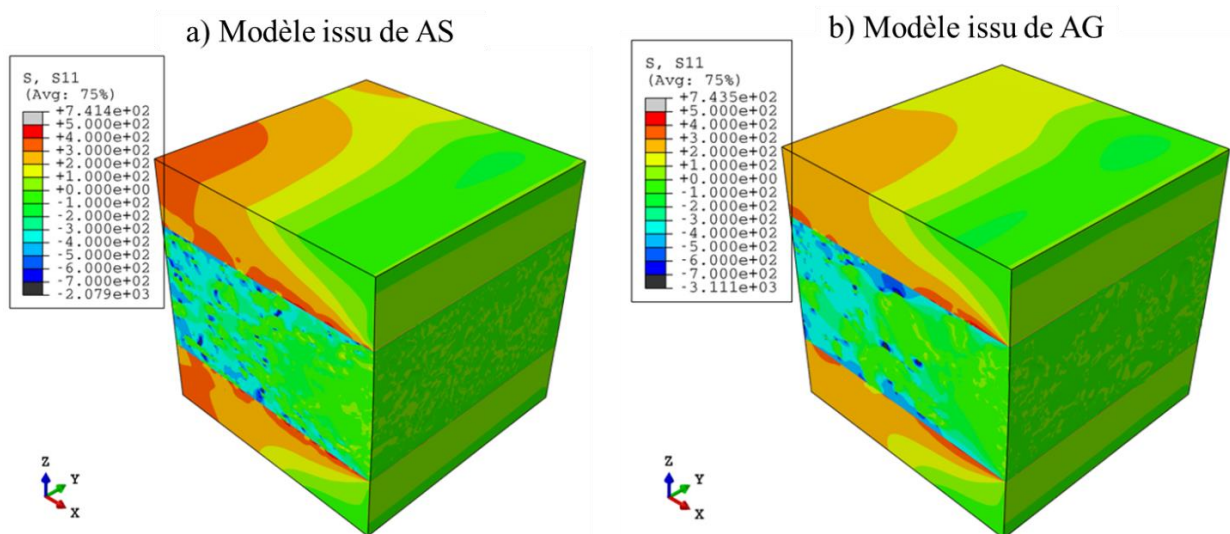 a) Modèle issu de AS
b) Modèle issu de AG
S, S11
(Avg: 75%)
+7.414e+02
+5.000e+02
+4.000e+02
+3.000e+02
+2.000e+02
+1.000e+02
+0.000e+00
-1.000e+02
-2.000e+02
-3.000e+02
-4.000e+02
-5.000e+02
-6.000e+02
-7.000e+02
-2.079e+03
Z
Y
X
S, S11
(Avg: 75%)
+7.435e+02
+5.000e+02
+4.000e+02
+3.000e+02
+2.000e+02
+1.000e+02
+0.000e+00
-1.000e+02
-2.000e+02
-3.000e+02
-4.000e+02
-5.000e+02
-6.000e+02
-7.000e+02
-3.111e+03
Z
Y
X